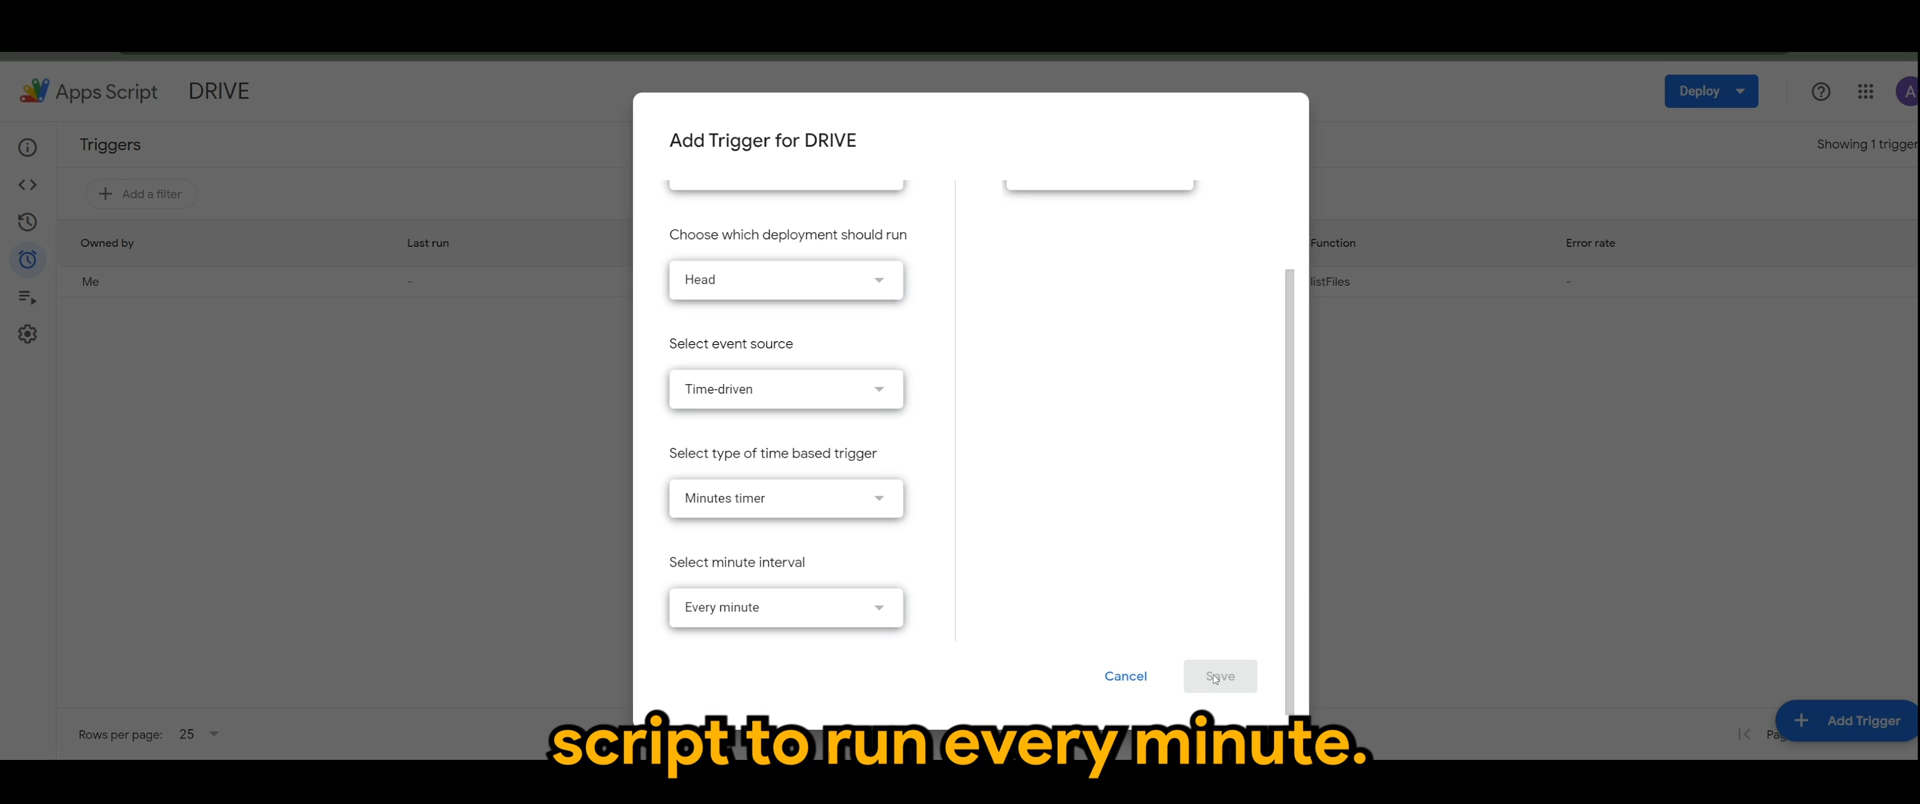 Apps Script
DRIVE
Deploy
A
Triggers
Showing 1 trigger
Add a filter
Owned by
Last run
Function
Error rate
Me
-
listFiles
-
Add Trigger for DRIVE
Choose which deployment should run
Head
Select event source
Time-driven
Select type of time based trigger
Minutes timer
Select minute interval
Every minute
Cancel
Save
Rows per page: 25
Add Trigger
script to run every minute.